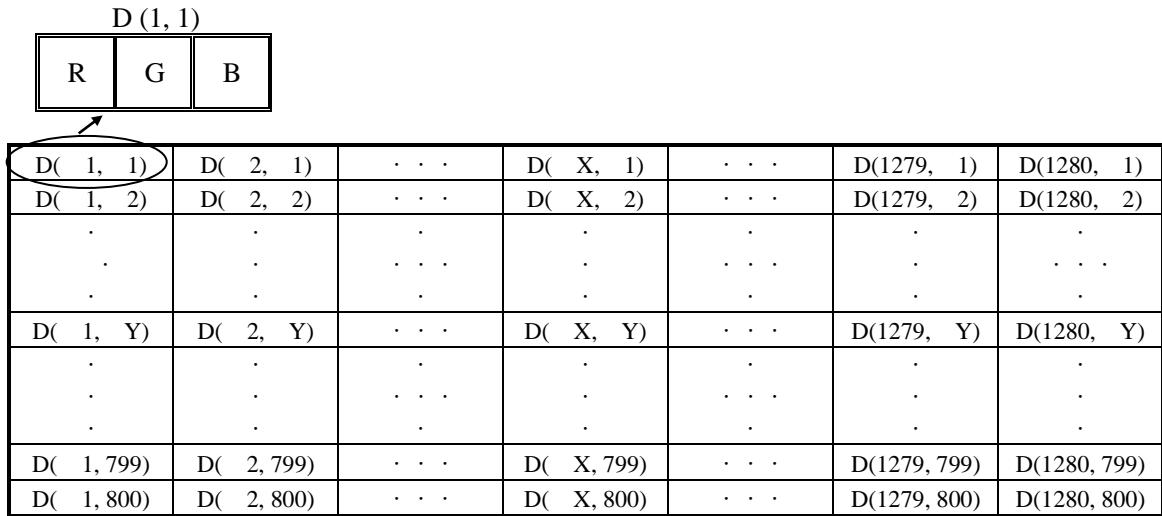 D (1, 1)
R G B
D( 1, 1) D( 2, 1) · · · D( X, 1) · · · D(1279, 1) D(1280, 1)
D( 1, 2) D( 2, 2) · · · D( X, 2) · · · D(1279, 2) D(1280, 2)
· · · · · · ·
· · · · · · · · · · · · ·
· · · · · · ·
D( 1, Y) D( 2, Y) · · · D( X, Y) · · · D(1279, Y) D(1280, Y)
· · · · · · ·
· · · · · · · · · · ·
· · · · · · ·
D( 1, 799) D( 2, 799) · · · D( X, 799) · · · D(1279, 799) D(1280, 799)
D( 1, 800) D( 2, 800) · · · D( X, 800) · · · D(1279, 800) D(1280, 800)